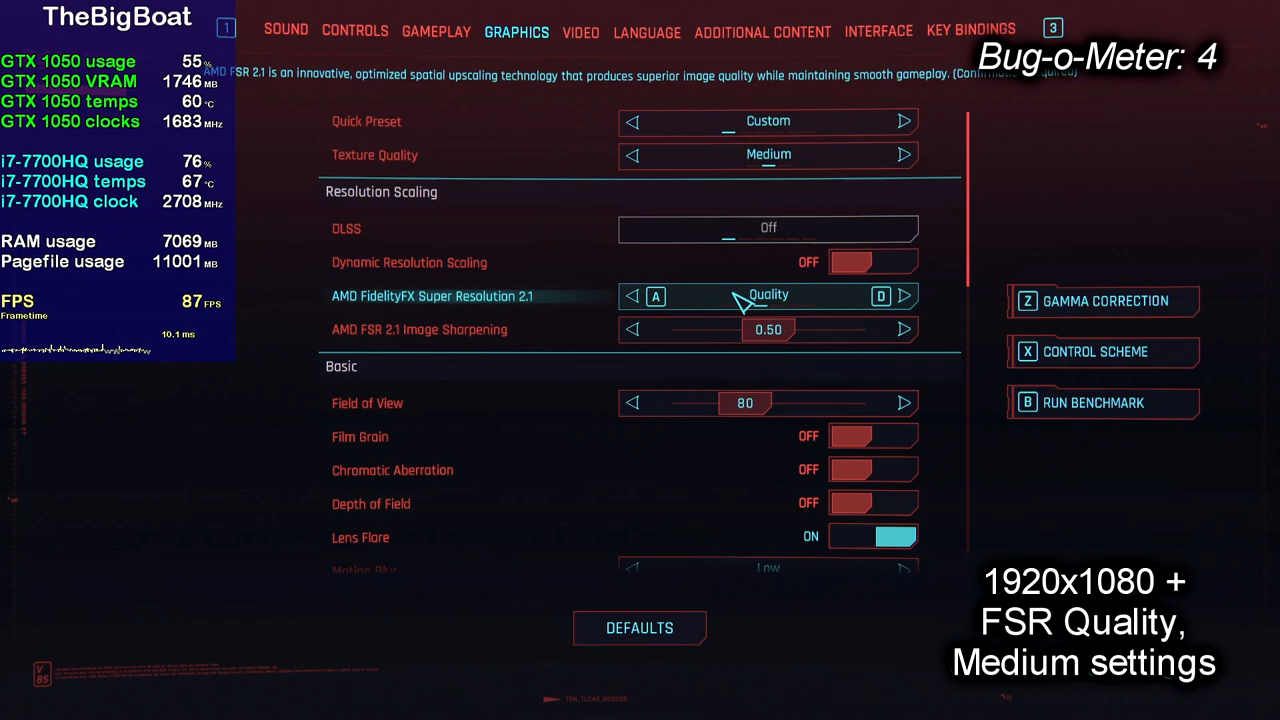 TheBigBoat
1 SOUND CONTROLS GAMEPLAY GRAPHICS VIDEO LANGUAGE ADDITIONAL CONTENT INTERFACE KEY BINDINGS 3
AMD FSR 2.1 is an innovative, optimized spatial upscaling technology that produces superior image quality while maintaining smooth gameplay.
Bug-o-Meter: 4
GTX 1050 usage 55 %
GTX 1050 VRAM 1746 MB
GTX 1050 temps 60 °C
GTX 1050 clocks 1683 MHz
i7-7700HQ usage 76 %
i7-7700HQ temps 67 °C
i7-7700HQ clock 2708 MHz
RAM usage 7069 MB
Pagefile usage 11001 MB
FPS 87 FPS
Frametime
10.1 ms
Quick Preset Custom
Texture Quality Medium
Resolution Scaling
DLSS Off
Dynamic Resolution Scaling OFF
AMD FidelityFX Super Resolution 2.1 A Quality D
AMD FSR 2.1 Image Sharpening 0.50
Basic
Field of View 80
Film Grain OFF
Chromatic Aberration OFF
Depth of Field OFF
Lens Flare ON
Motion Blur Low
Z GAMMA CORRECTION
X CONTROL SCHEME
B RUN BENCHMARK
DEFAULTS
1920x1080 +
FSR Quality,
Medium settings
V
85